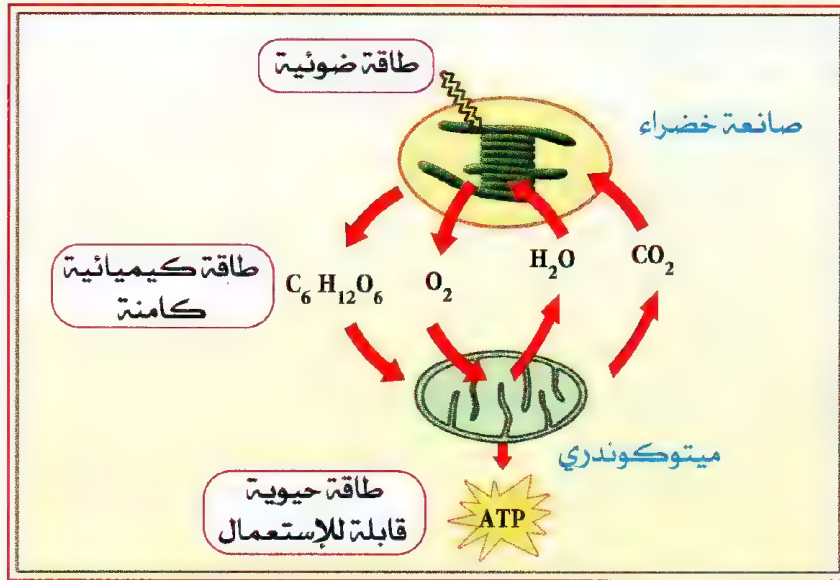 طاقة ضوئية
صانعة خضراء
طاقة كيميائية
كامنة
C₆ H₁₂O₆
O₂
H₂O
CO₂
ميتوكوندري
طاقة حيوية
قابلة للإستعمال
ATP